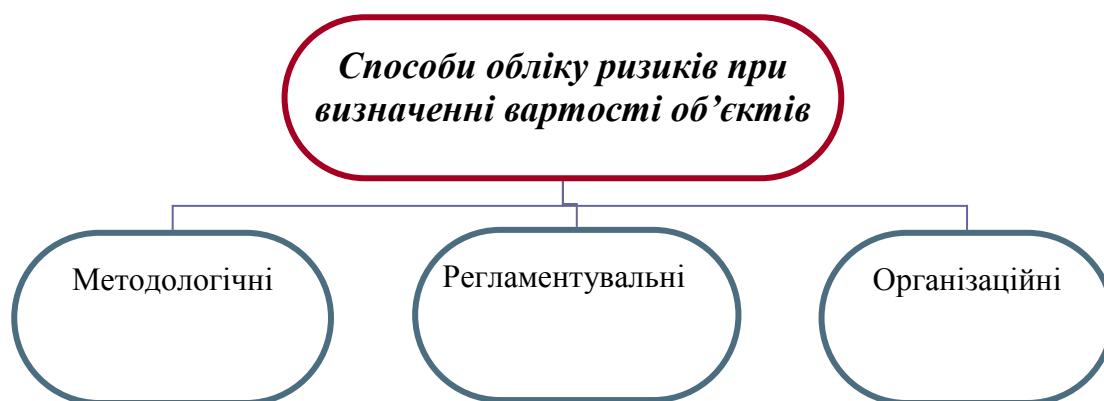 Способи обліку ризиків при
визначенні вартості об’єктів
Методологічні
Регламентувальні
Організаційні